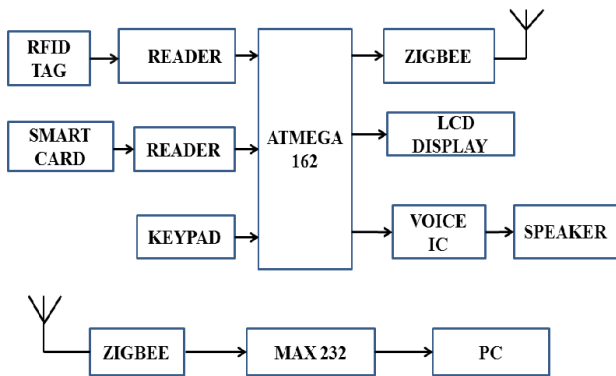 RFID
TAG
READER
ZIGBEE
SMART
CARD
READER
ATMEGA
162
LCD
DISPLAY
KEYPAD
VOICE
IC
SPEAKER
ZIGBEE
MAX 232
PC